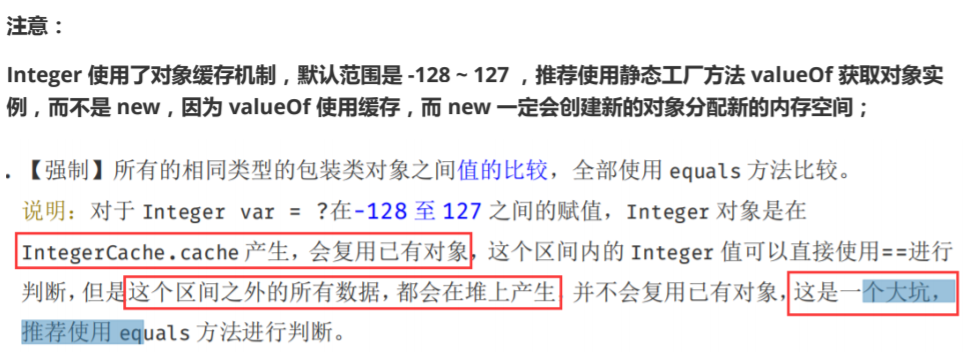 注意：
Integer 使用了对象缓存机制，默认范围是 -128 ~ 127 ，推荐使用静态工厂方法 valueOf 获取对象实
例，而不是 new，因为 valueOf 使用缓存，而 new 一定会创建新的对象分配新的内存空间；
. 【强制】所有的相同类型的包装类对象之间值的比较，全部使用 equals 方法比较。
说明：对于 Integer var = ?在-128 至 127 之间的赋值，Integer 对象是在
IntegerCache.cache 产生，会复用已有对象，这个区间内的 Integer 值可以直接使用==进行
判断，但是这个区间之外的所有数据，都会在堆上产生，并不会复用已有对象，这是一个大坑，
推荐使用 equals 方法进行判断。